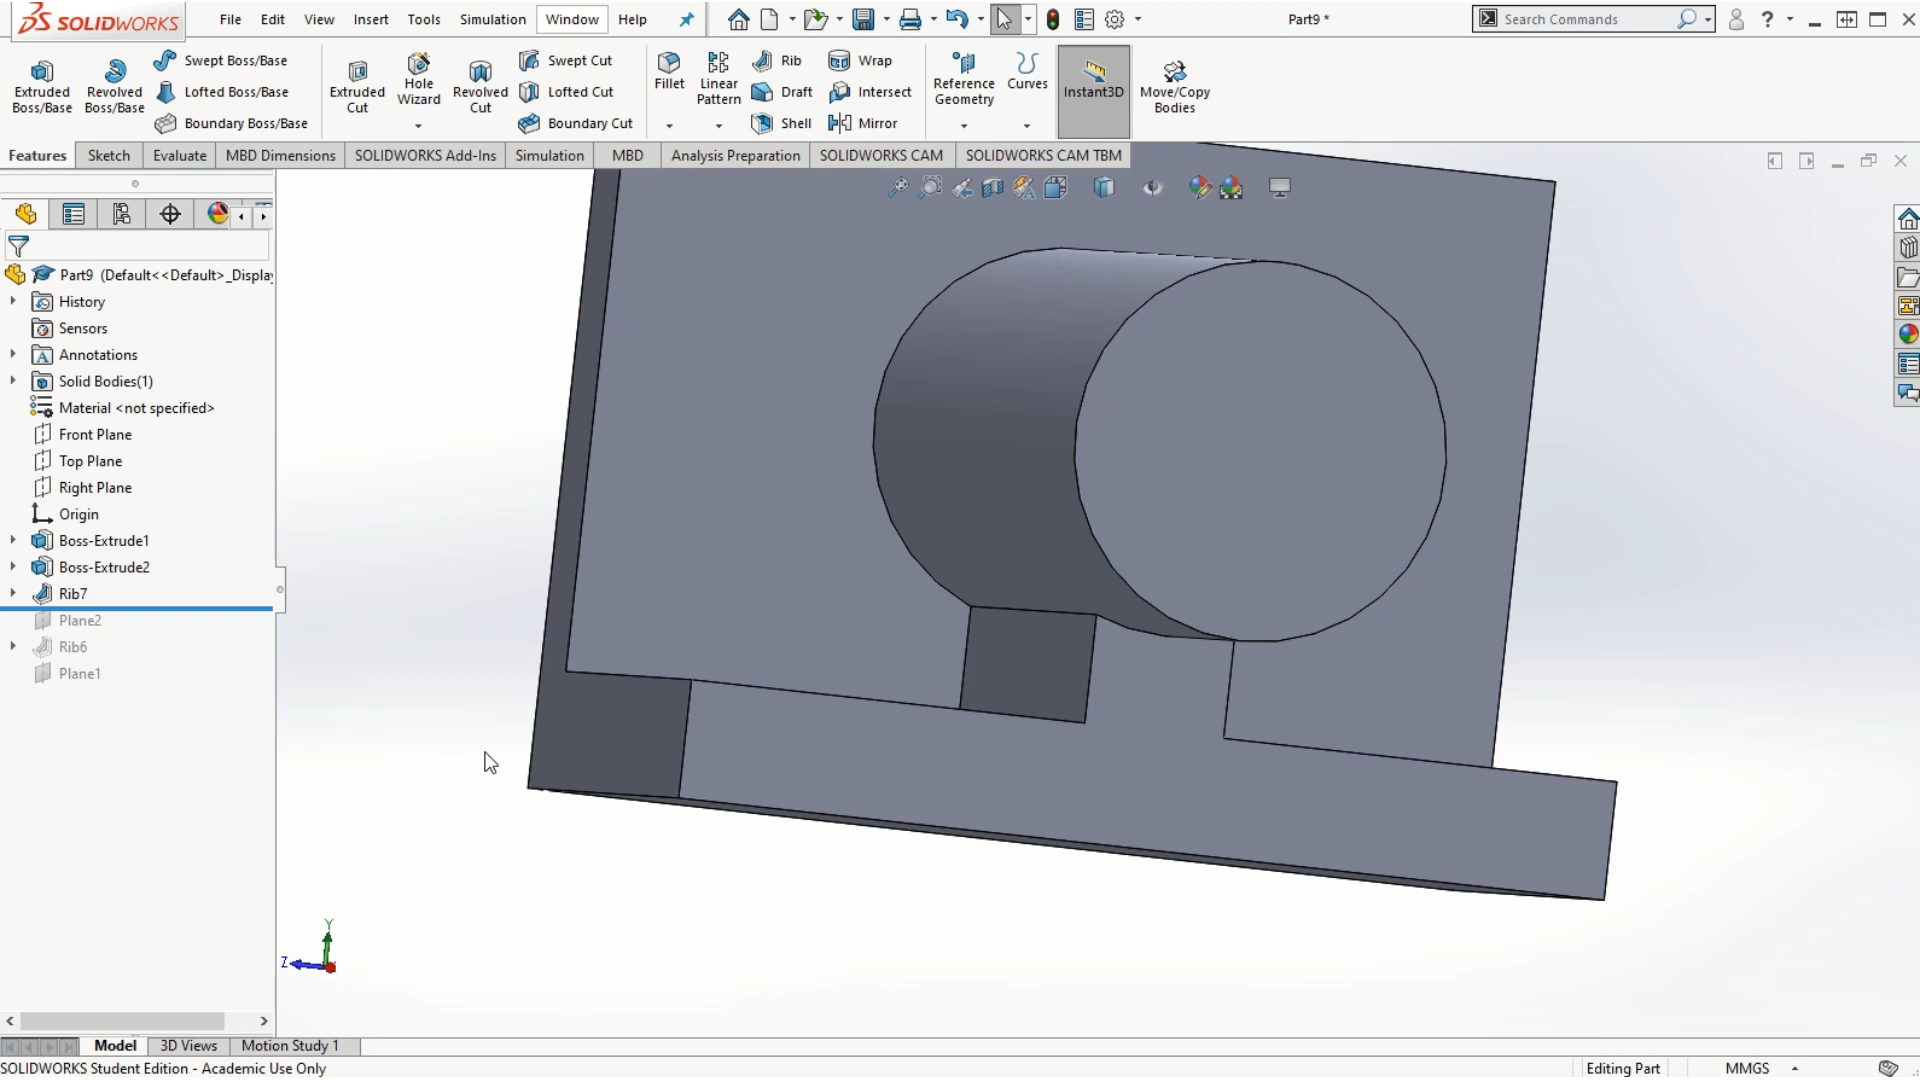 SOLIDWORKS File Edit View Insert Tools Simulation Window Help Part9 * Search Commands ?
Extruded Boss/Base
Revolved Boss/Base
Swept Boss/Base
Lofted Boss/Base
Boundary Boss/Base
Extruded Cut
Hole Wizard
Revolved Cut
Swept Cut
Lofted Cut
Boundary Cut
Fillet
Linear Pattern
Rib
Draft
Shell
Wrap
Intersect
Mirror
Reference Geometry
Curves
Instant3D
Move/Copy Bodies
Features Sketch Evaluate MBD Dimensions SOLIDWORKS Add-Ins Simulation MBD Analysis Preparation SOLIDWORKS CAM SOLIDWORKS CAM TBM
Part9 (Default<<Default>_Display
History
Sensors
Annotations
Solid Bodies(1)
Material <not specified>
Front Plane
Top Plane
Right Plane
Origin
Boss-Extrude1
Boss-Extrude2
Rib7
Plane2
Rib6
Plane1
Y
Z
Model 3D Views Motion Study 1
SOLIDWORKS Student Edition - Academic Use Only Editing Part MMGS